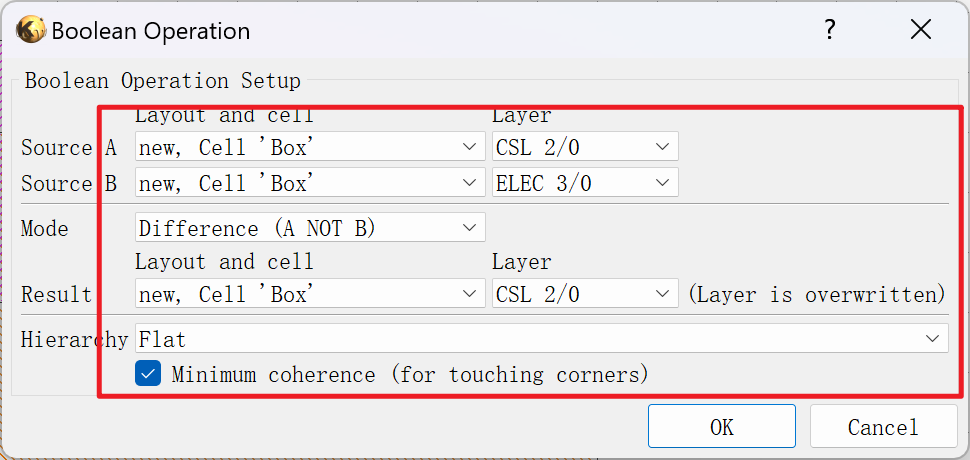 Boolean Operation ?
Boolean Operation Setup
Layout and cell Layer
Source A new, Cell 'Box' CSL 2/0
Source B new, Cell 'Box' ELEC 3/0
Mode Difference (A NOT B)
Layout and cell Layer
Result new, Cell 'Box' CSL 2/0 (Layer is overwritten)
Hierarchy Flat
Minimum coherence (for touching corners)
OK Cancel